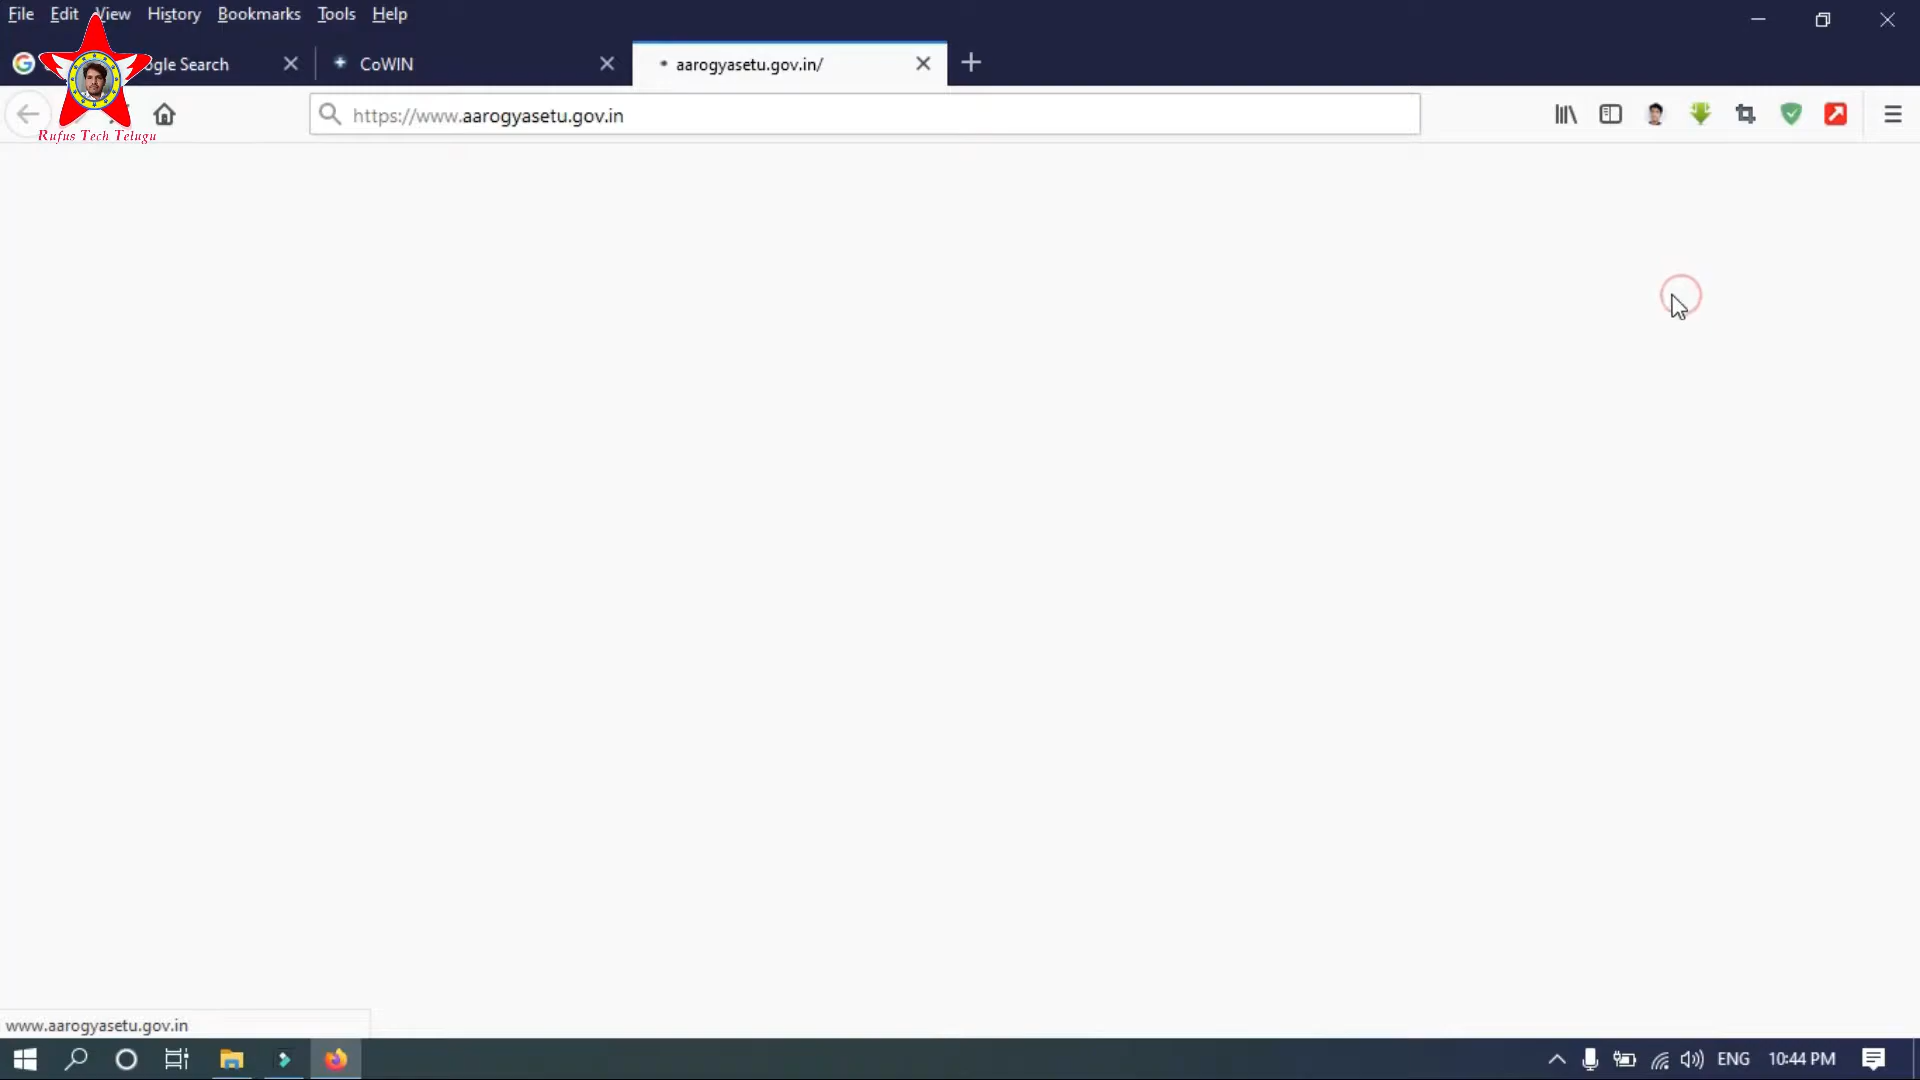 File Edit View History Bookmarks Tools Help
ogle Search
CoWIN
aarogyasetu.gov.in/
https://www.aarogyasetu.gov.in
Rufus Tech Telugu
www.aarogyasetu.gov.in
ENG 10:44 PM